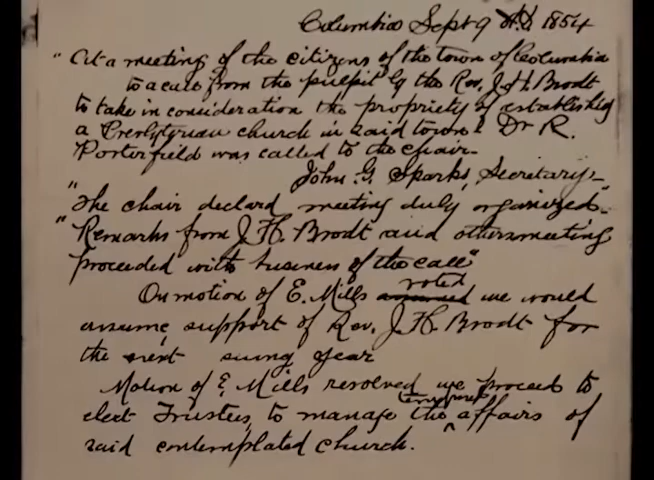 Columbia Sept 9 A.D. 1854
"At a meeting of the citizens of the town of Columbia
to a call from the pulpit by the Rev. J. H. Brodt
to take in consideration the propriety of establishing
a Presbyterian church in said town" Dr R.
Porterfield was called to the chair -
John G. Sparks, Secretary -
"The chair declard meeting duly organized"
"Remarks from J. H. Brodt and others meeting
proceeded with business of the call"
On motion of E. Mills voted we would
assume support of Rev. J. H. Brodt for
the next year
Motion of E. Mills resolved we proceed to
elect Trustees, to manage the temporal affairs of
said contemplated church.